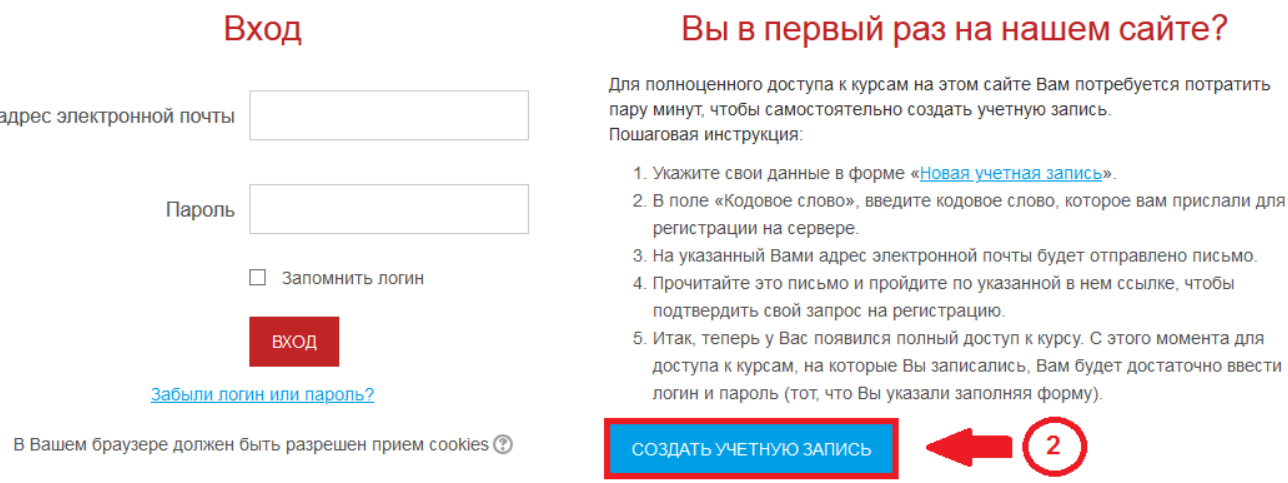 Вход
адрес электронной почты
Пароль
Запомнить логин
ВХОД
Забыли логин или пароль?
В Вашем браузере должен быть разрешен прием cookies ?
Вы в первый раз на нашем сайте?
Для полноценного доступа к курсам на этом сайте Вам потребуется потратить
пару минут, чтобы самостоятельно создать учетную запись.
Пошаговая инструкция:
1. Укажите свои данные в форме «Новая учетная запись».
2. В поле «Кодовое слово», введите кодовое слово, которое вам прислали для
регистрации на сервере.
3. На указанный Вами адрес электронной почты будет отправлено письмо.
4. Прочитайте это письмо и пройдите по указанной в нем ссылке, чтобы
подтвердить свой запрос на регистрацию.
5. Итак, теперь у Вас появился полный доступ к курсу. С этого момента для
доступа к курсам, на которые Вы записались, Вам будет достаточно ввести
логин и пароль (тот, что Вы указали заполняя форму).
СОЗДАТЬ УЧЕТНУЮ ЗАПИСЬ
2